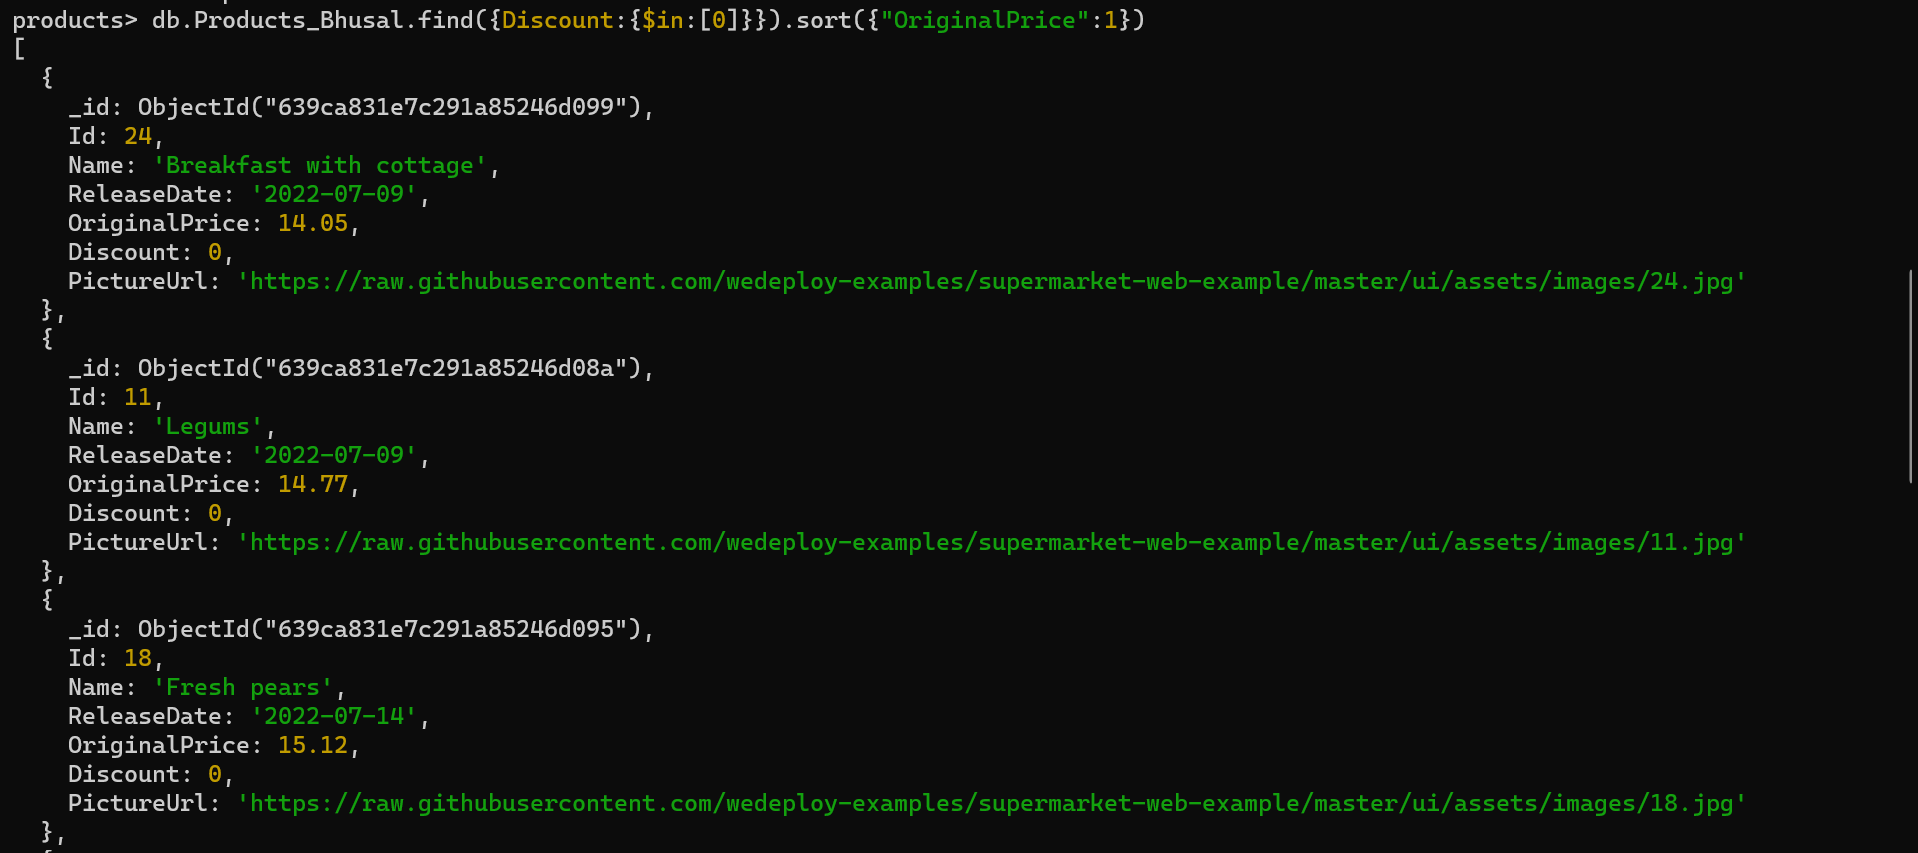 products> db.Products_Bhusal.find({Discount:{$in:[0]}}).sort({"OriginalPrice":1})
[
  {
    _id: ObjectId("639ca831e7c291a85246d099"),
    Id: 24,
    Name: 'Breakfast with cottage',
    ReleaseDate: '2022-07-09',
    OriginalPrice: 14.05,
    Discount: 0,
    PictureUrl: 'https://raw.githubusercontent.com/wedeploy-examples/supermarket-web-example/master/ui/assets/images/24.jpg'
  },
  {
    _id: ObjectId("639ca831e7c291a85246d08a"),
    Id: 11,
    Name: 'Legums',
    ReleaseDate: '2022-07-09',
    OriginalPrice: 14.77,
    Discount: 0,
    PictureUrl: 'https://raw.githubusercontent.com/wedeploy-examples/supermarket-web-example/master/ui/assets/images/11.jpg'
  },
  {
    _id: ObjectId("639ca831e7c291a85246d095"),
    Id: 18,
    Name: 'Fresh pears',
    ReleaseDate: '2022-07-14',
    OriginalPrice: 15.12,
    Discount: 0,
    PictureUrl: 'https://raw.githubusercontent.com/wedeploy-examples/supermarket-web-example/master/ui/assets/images/18.jpg'
  },